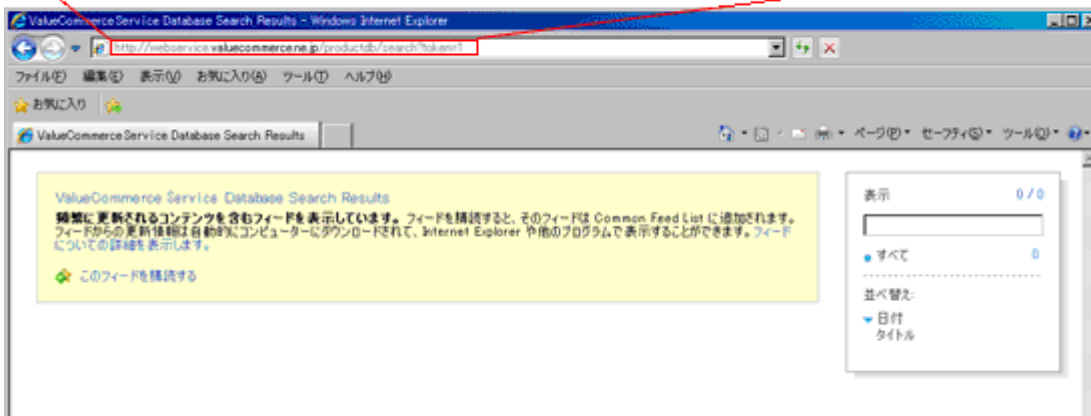 ValueCommerce Service Database Search Results - Windows Internet Explorer
http://webservice.valuecommerce.ne.jp/productdb/search?token=1
ファイル(F) 編集(E) 表示(V) お気に入り(A) ツール(T) ヘルプ(H)
お気に入り
ValueCommerce Service Database Search Results
ページ(P) セーフティ(S) ツール(O)
ValueCommerce Service Database Search Results
頻繁に更新されるコンテンツを含むフィードを表示しています。フィードを購読すると、そのフィードは Common Feed List に追加されます。
フィードからの更新情報は自動的にコンピューターにダウンロードされて、Internet Explorer や他のプログラムで表示することができます。フィード
についての詳細を表示します。
このフィードを購読する
表示 0 / 0
すべて 0
並べ替え:
日付
タイトル